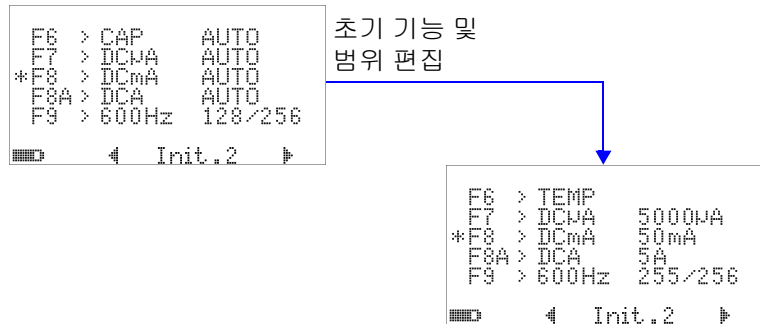 F6 > CAP AUTO
F7 > DCµA AUTO
*F8 > DCmA AUTO
F8A> DCA AUTO
F9 > 600Hz 128/256
Init.2
초기 기능 및
범위 편집
F6 > TEMP
F7 > DCµA 5000µA
*F8 > DCmA 50mA
F8A> DCA 5A
F9 > 600Hz 255/256
Init.2